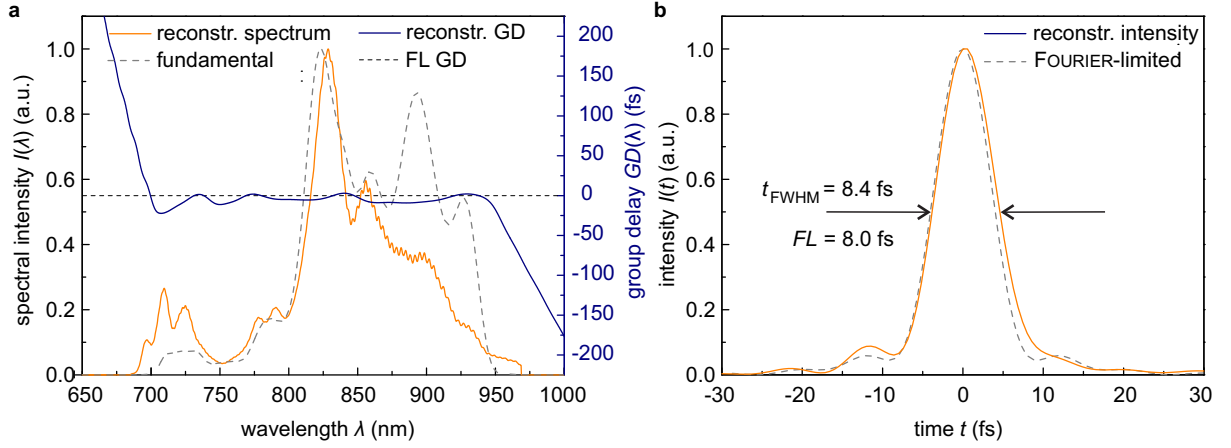 a
reconstr. spectrum
fundamental
reconstr. GD
FL GD
spectral intensity I(λ) (a.u.)
1.0
0.8
0.6
0.4
0.2
0.0
200
150
100
50
0
-50
-100
-150
-200
group delay GD(λ) (fs)
650 700 750 800 850 900 950 1000
wavelength λ (nm)
b
reconstr. intensity
FOURIER-limited
intensity I(t) (a.u.)
1.0
0.8
0.6
0.4
0.2
0.0
tFWHM = 8.4 fs
FL = 8.0 fs
-30 -20 -10 0 10 20 30
time t (fs)